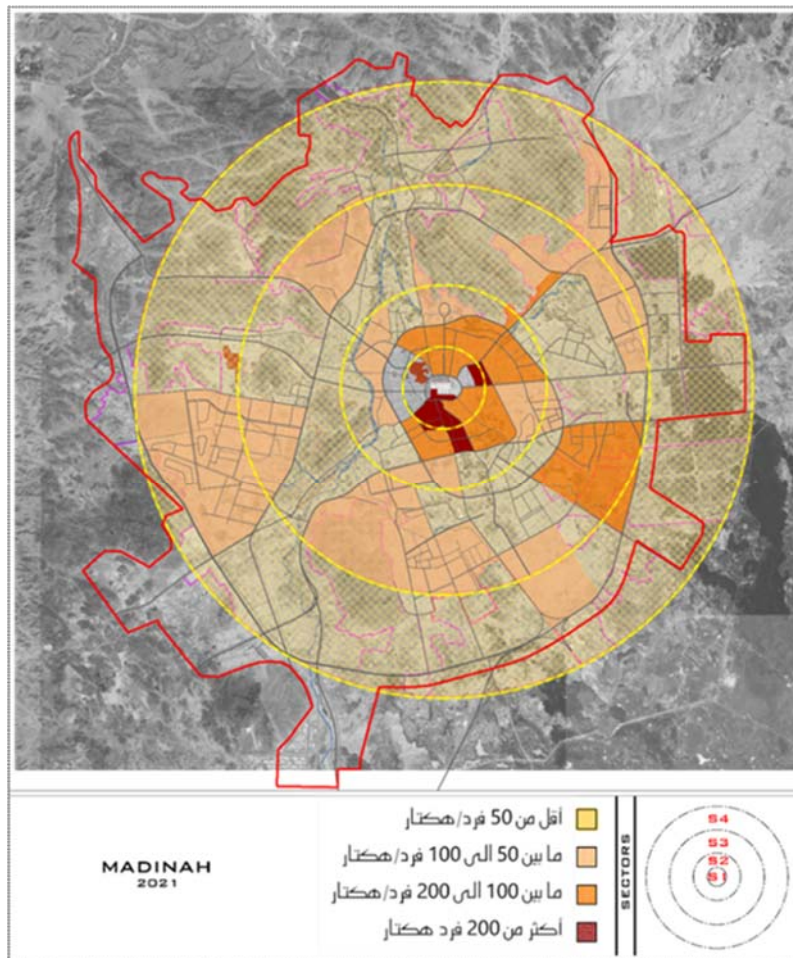 أقل من 50 فرد/هكتار
ما بين 50 الى 100 فرد/هكتار
ما بين 100 الى 200 فرد/هكتار
أكثر من 200 فرد هكتار
MADINAH
2021
SECTORS
S4
S3
S2
S1